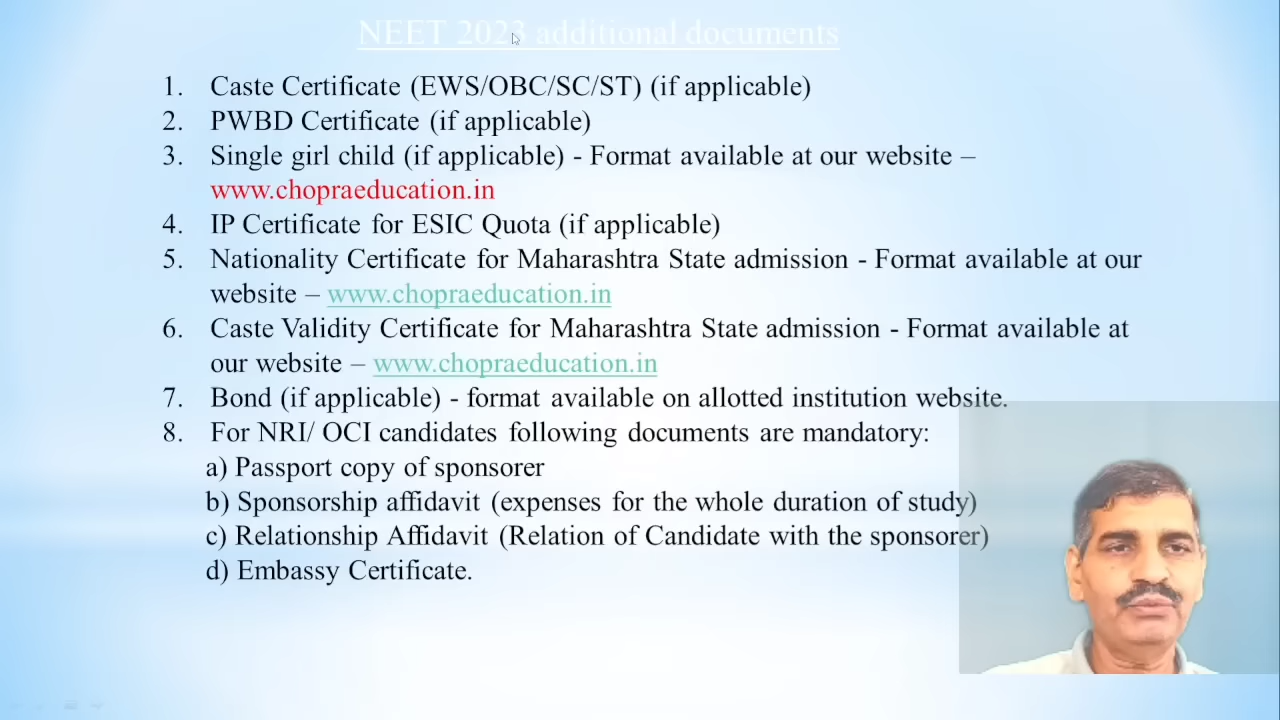 NEET 2023 additional documents
1. Caste Certificate (EWS/OBC/SC/ST) (if applicable)
2. PWBD Certificate (if applicable)
3. Single girl child (if applicable) - Format available at our website –
www.chopraeducation.in
4. IP Certificate for ESIC Quota (if applicable)
5. Nationality Certificate for Maharashtra State admission - Format available at our
website – www.chopraeducation.in
6. Caste Validity Certificate for Maharashtra State admission - Format available at
our website – www.chopraeducation.in
7. Bond (if applicable) - format available on allotted institution website.
8. For NRI/ OCI candidates following documents are mandatory:
a) Passport copy of sponsorer
b) Sponsorship affidavit (expenses for the whole duration of study)
c) Relationship Affidavit (Relation of Candidate with the sponsorer)
d) Embassy Certificate.